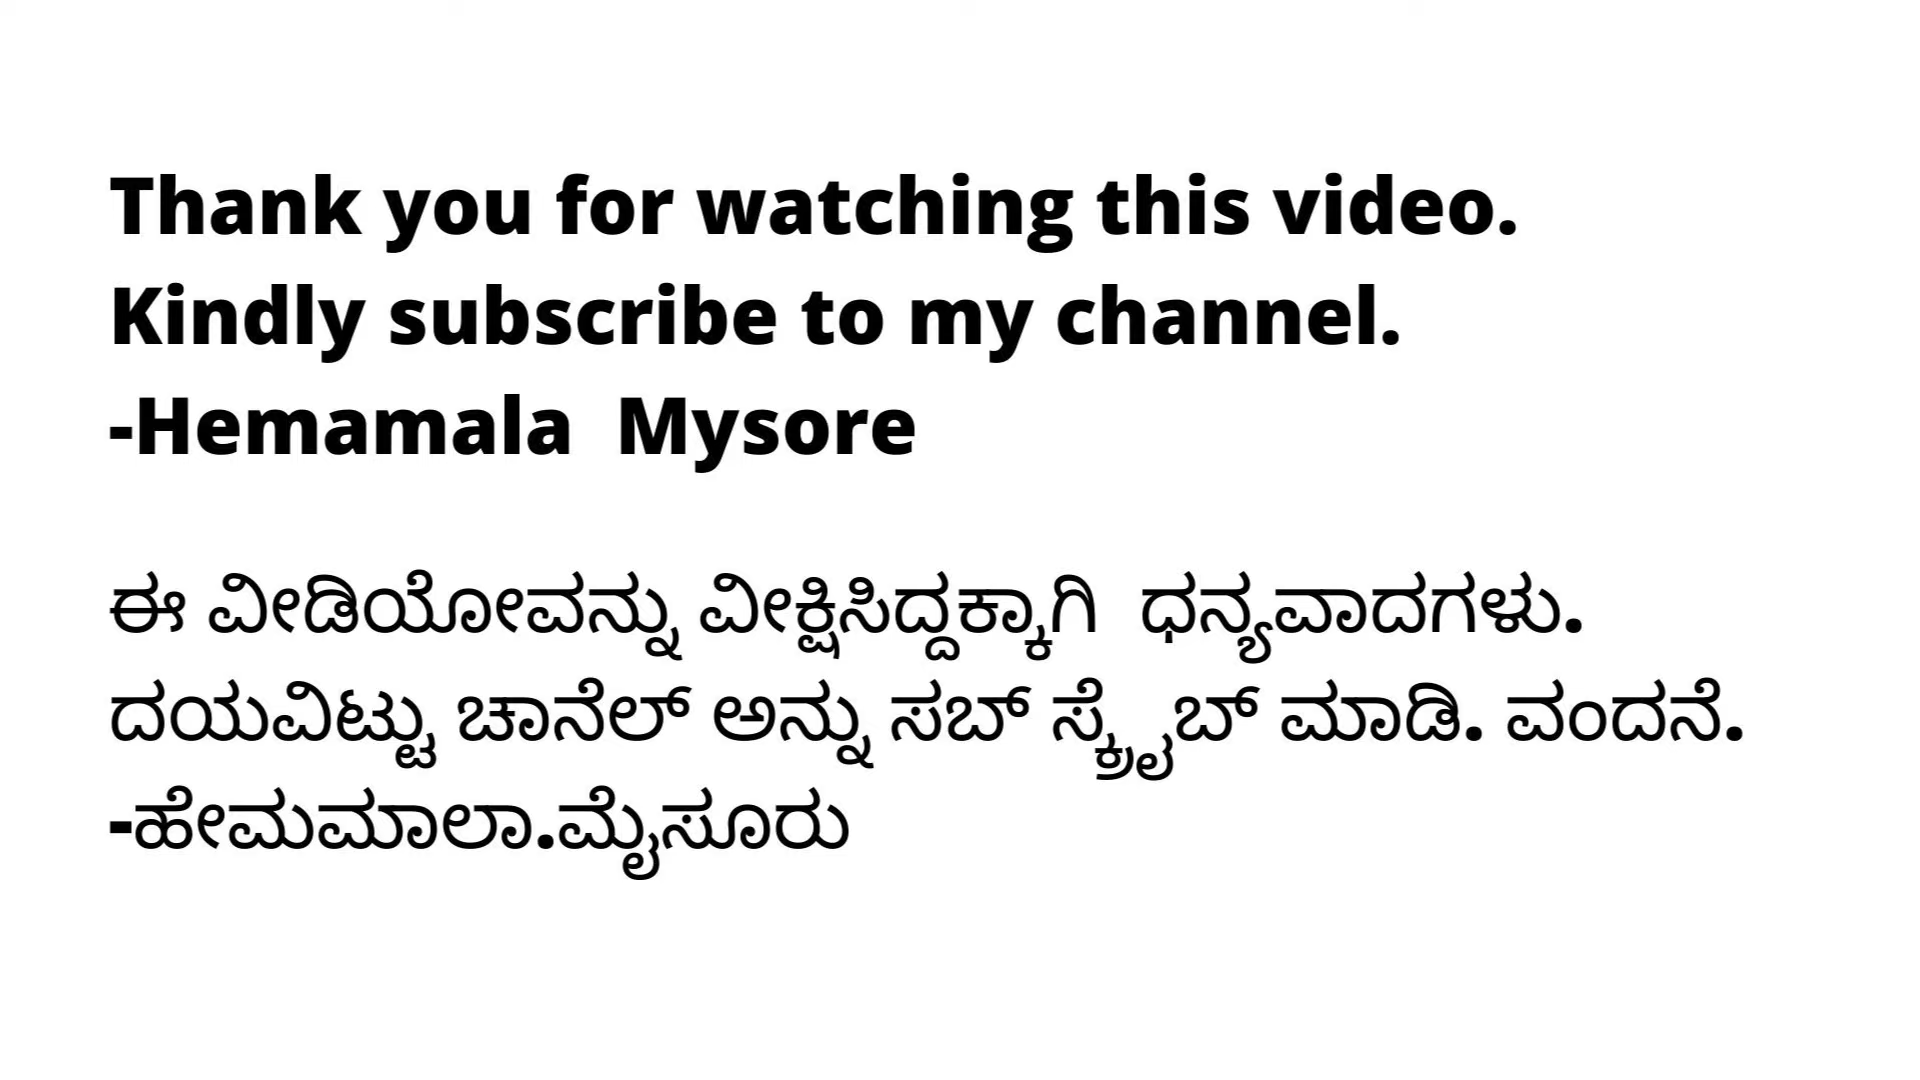 Thank you for watching this video.
Kindly subscribe to my channel.
-Hemamala  Mysore
ಈ ವೀಡಿಯೋವನ್ನು ವೀಕ್ಷಿಸಿದ್ದಕ್ಕಾಗಿ  ಧನ್ಯವಾದಗಳು.
ದಯವಿಟ್ಟು ಚಾನೆಲ್ ಅನ್ನು ಸಬ್ ಸ್ಕ್ರೈಬ್ ಮಾಡಿ. ವಂದನೆ.
-ಹೇಮಮಾಲಾ.ಮೈಸೂರು